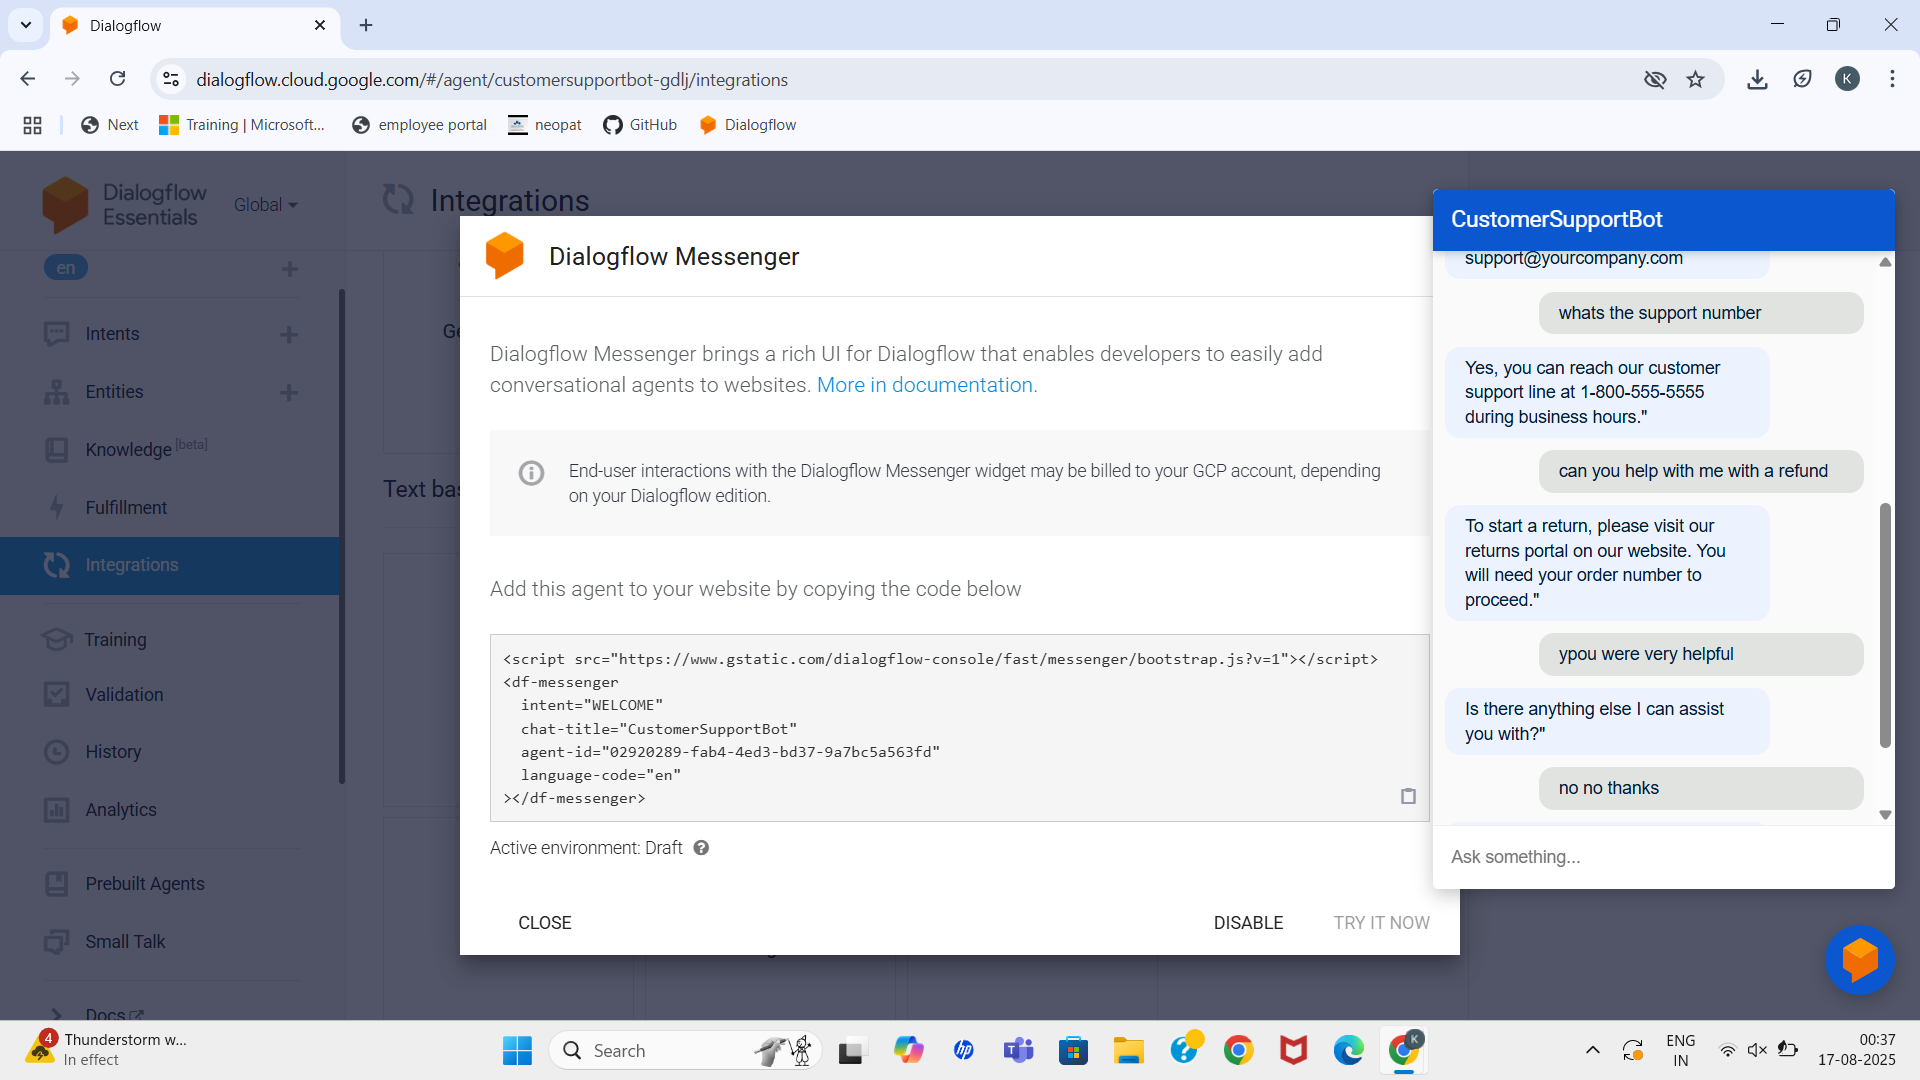 Dialogflow
dialogflow.cloud.google.com/#/agent/customersupportbot-gdlj/integrations
K
Next
Training | Microsoft...
employee portal
neopat
GitHub
Dialogflow
Dialogflow
Essentials
Global
en
Intents
Entities
Knowledge [beta]
Fulfillment
Integrations
Training
Validation
History
Analytics
Prebuilt Agents
Small Talk
Docs
Integrations
Ge
Text bas
Dialogflow Messenger
Dialogflow Messenger brings a rich UI for Dialogflow that enables developers to easily add
conversational agents to websites. More in documentation.
End-user interactions with the Dialogflow Messenger widget may be billed to your GCP account, depending
on your Dialogflow edition.
Add this agent to your website by copying the code below
<script src="https://www.gstatic.com/dialogflow-console/fast/messenger/bootstrap.js?v=1"></script>
<df-messenger
intent="WELCOME"
chat-title="CustomerSupportBot"
agent-id="02920289-fab4-4ed3-bd37-9a7bc5a563fd"
language-code="en"
></df-messenger>
Active environment: Draft
CLOSE
DISABLE
TRY IT NOW
CustomerSupportBot
support@yourcompany.com
whats the support number
Yes, you can reach our customer
support line at 1-800-555-5555
during business hours."
can you help with me with a refund
To start a return, please visit our
returns portal on our website. You
will need your order number to
proceed."
ypou were very helpful
Is there anything else I can assist
you with?"
no no thanks
Ask something...
4
Thunderstorm w...
In effect
Search
hp
K
ENG
IN
00:37
17-08-2025